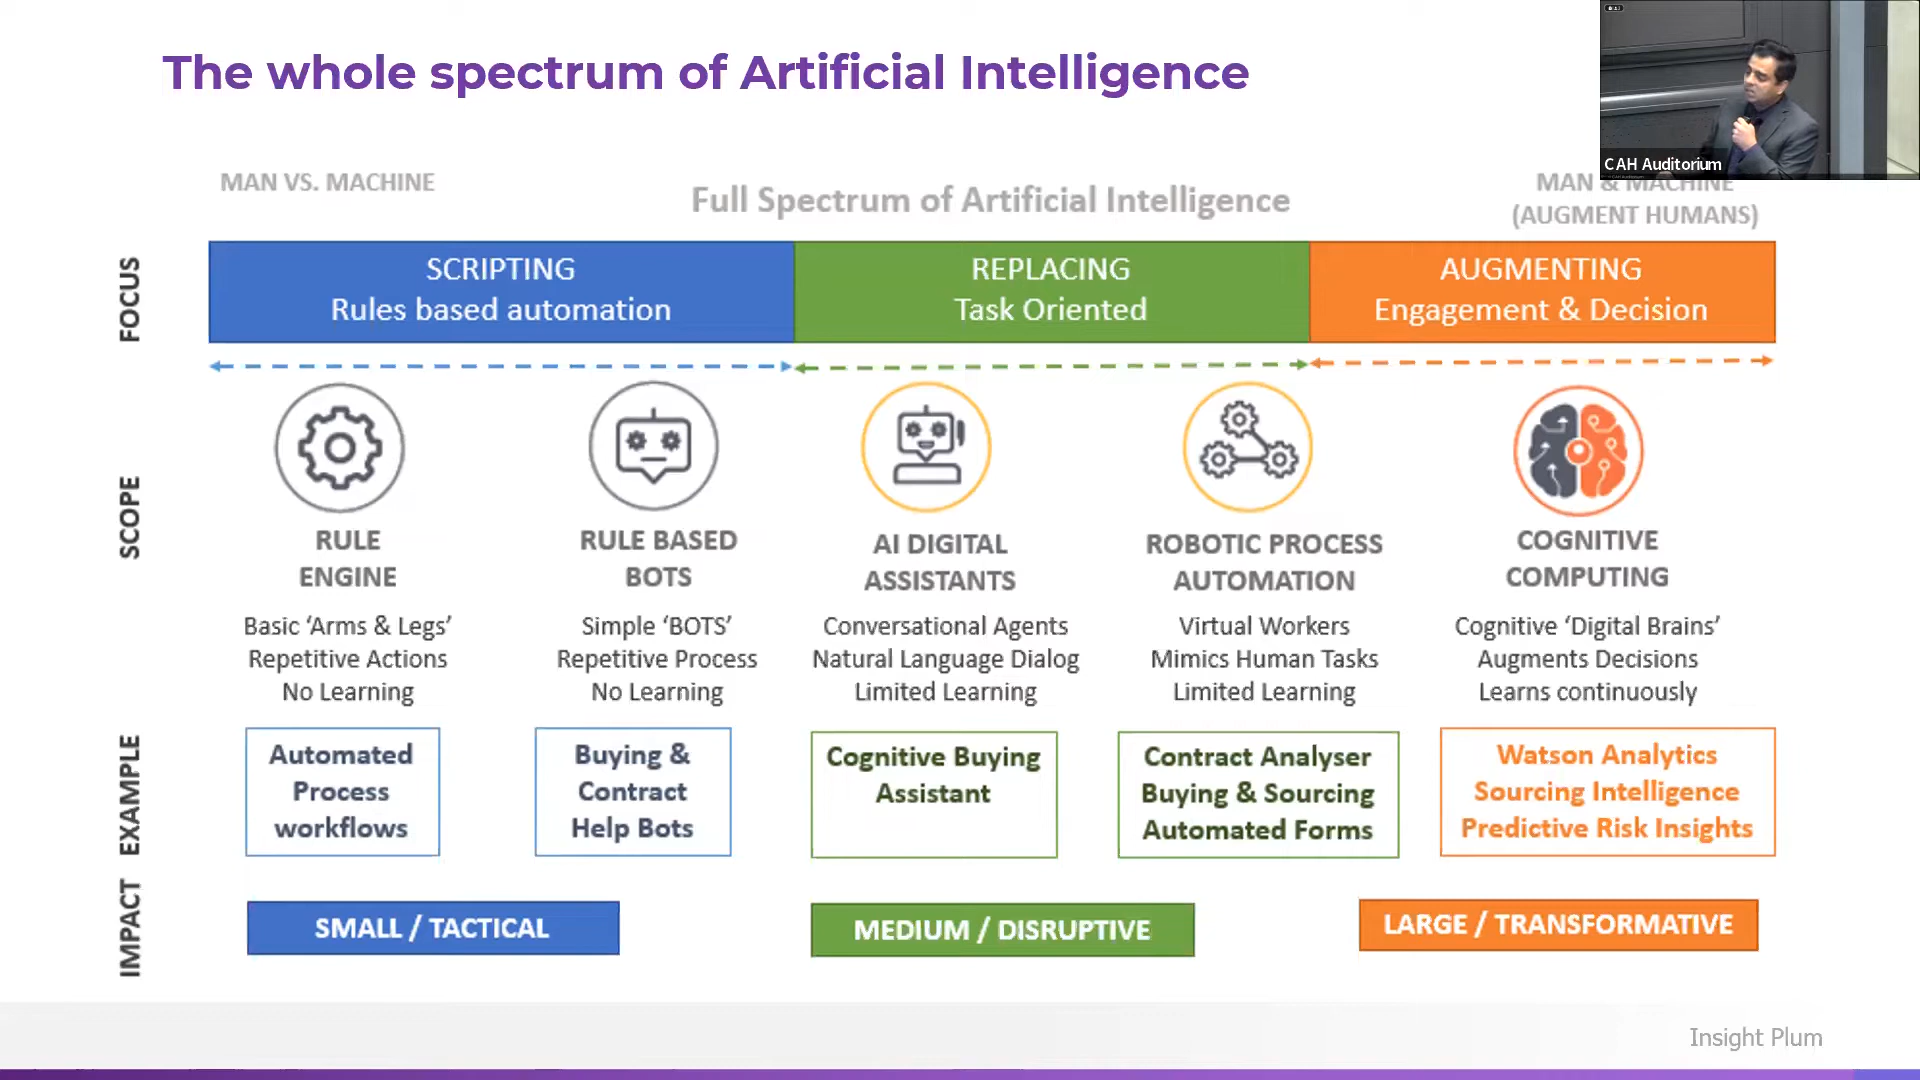 The whole spectrum of Artificial Intelligence
CAH Auditorium
MAN VS. MACHINE
Full Spectrum of Artificial Intelligence
MAN & MACHINE
(AUGMENT HUMANS)
FOCUS
SCRIPTING
Rules based automation
REPLACING
Task Oriented
AUGMENTING
Engagement & Decision
SCOPE
RULE
ENGINE
Basic ‘Arms & Legs’
Repetitive Actions
No Learning
RULE BASED
BOTS
Simple ‘BOTS’
Repetitive Process
No Learning
AI DIGITAL
ASSISTANTS
Conversational Agents
Natural Language Dialog
Limited Learning
ROBOTIC PROCESS
AUTOMATION
Virtual Workers
Mimics Human Tasks
Limited Learning
COGNITIVE
COMPUTING
Cognitive ‘Digital Brains’
Augments Decisions
Learns continuously
EXAMPLE
Automated
Process
workflows
Buying &
Contract
Help Bots
Cognitive Buying
Assistant
Contract Analyser
Buying & Sourcing
Automated Forms
Watson Analytics
Sourcing Intelligence
Predictive Risk Insights
IMPACT
SMALL / TACTICAL
MEDIUM / DISRUPTIVE
LARGE / TRANSFORMATIVE
Insight Plum